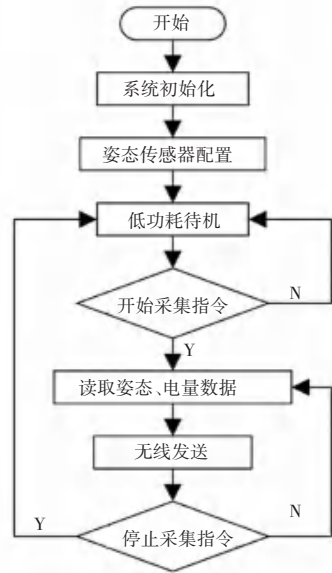 开始
系统初始化
姿态传感器配置
低功耗待机
开始采集指令
N
Y
读取姿态、电量数据
无线发送
停止采集指令
Y
N